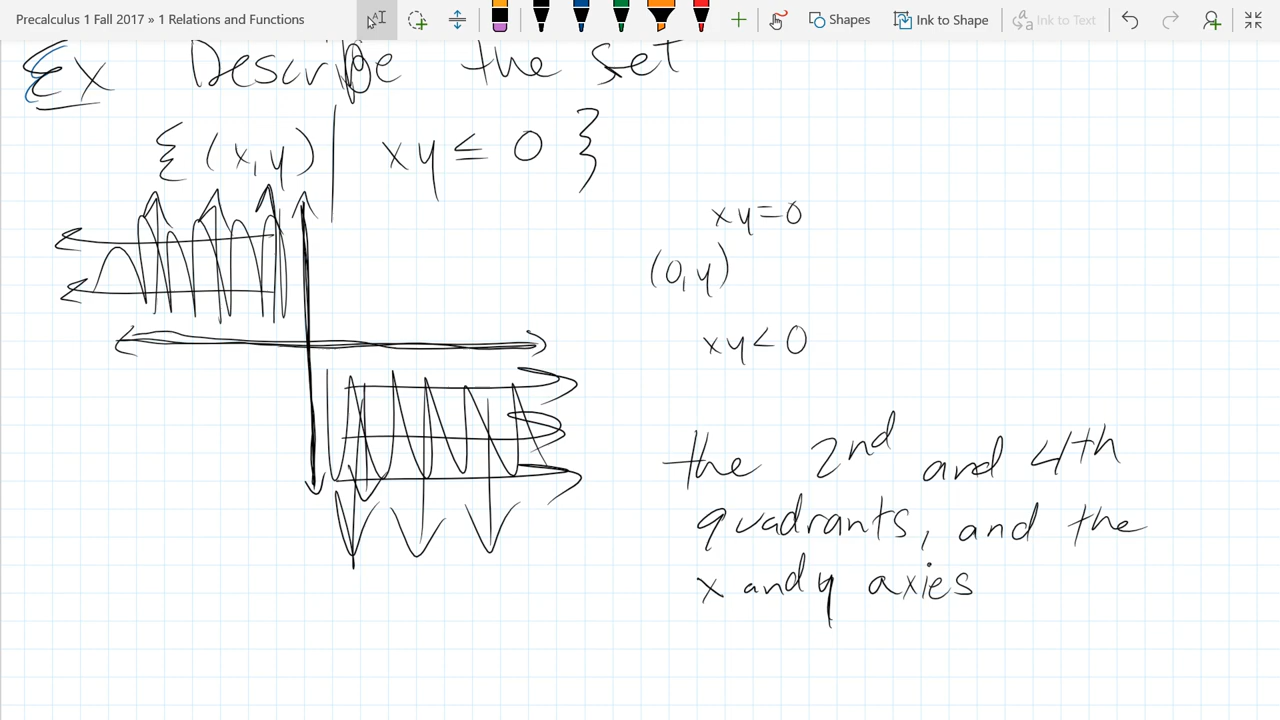 Precalculus 1 Fall 2017 » 1 Relations and Functions
Shapes
Ink to Shape
Ink to Text
Ex Describe the set
{(x,y)| xy ≤ 0}
xy=0
(0,y)
xy<0
the 2nd and 4th
quadrants, and the
x and y axies